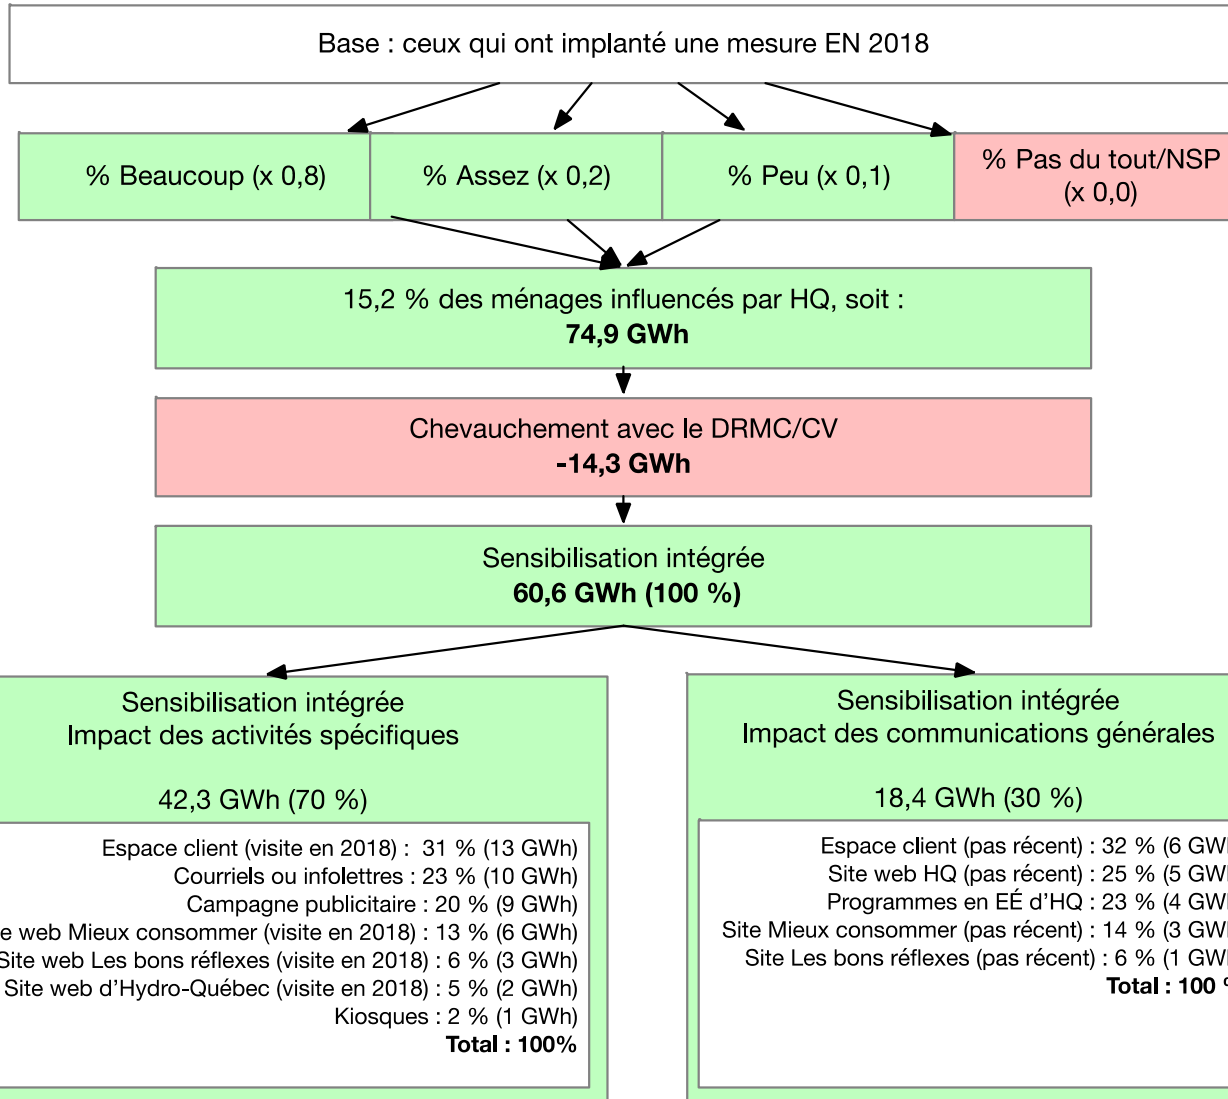 Base : ceux qui ont implanté une mesure EN 2018
% Beaucoup (x 0,8)
% Assez (x 0,2)
% Peu (x 0,1)
% Pas du tout/NSP
(x 0,0)
15,2 % des ménages influencés par HQ, soit :
74,9 GWh
Chevauchement avec le DRMC/CV
-14,3 GWh
Sensibilisation intégrée
60,6 GWh (100 %)
Sensibilisation intégrée
Impact des activités spécifiques
42,3 GWh (70 %)
Espace client (visite en 2018) : 31 % (13 GWh)
Courriels ou infolettres : 23 % (10 GWh)
Campagne publicitaire : 20 % (9 GWh)
e web Mieux consommer (visite en 2018) : 13 % (6 GWh)
Site web Les bons réflexes (visite en 2018) : 6 % (3 GWh)
Site web d'Hydro-Québec (visite en 2018) : 5 % (2 GWh)
Kiosques : 2 % (1 GWh)
Total : 100%
Sensibilisation intégrée
Impact des communications générales
18,4 GWh (30 %)
Espace client (pas récent) : 32 % (6 GW
Site web HQ (pas récent) : 25 % (5 GW
Programmes en EÉ d'HQ : 23 % (4 GW
Site Mieux consommer (pas récent) : 14 % (3 GW
Site Les bons réflexes (pas récent) : 6 % (1 GW
Total : 100 %